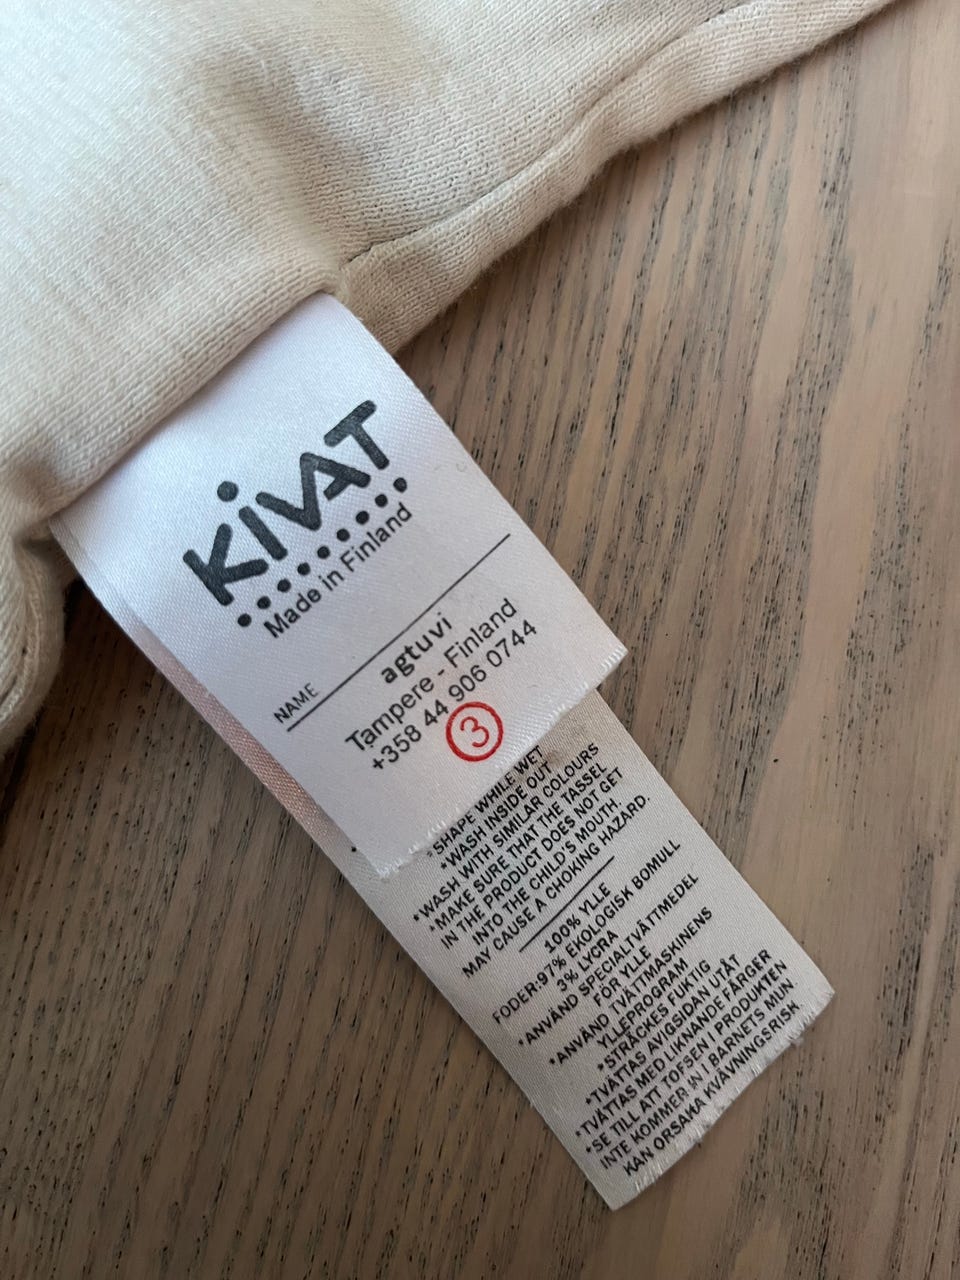 KIVAT
Made in Finland
NAME
agtuvi
Tampere - Finland
+358 44 906 0744
3
*SHAPE WHILE WET
*WASH INSIDE OUT
*WASH WITH SIMILAR COLOURS
*MAKE SURE THAT THE TASSEL
IN THE PRODUCT DOES NOT GET
INTO THE CHILD'S MOUTH,
MAY CAUSE A CHOKING HAZARD.
100% YLLE
FODER:97% EKOLOGISK BOMULL
3% LYCRA
*ANVÄND SPECIALTVÄTTMEDEL
FÖR YLLE
*ANVÄND TVÄTTMASKINENS
YLLEPROGRAM
*STRÄCKES FUKTIG
*TVÄTTAS AVIGSIDAN UTÅT
*TVÄTTAS MED LIKNANDE FÄRGER
*SE TILL ATT TOFSEN I PRODUKTEN
INTE KOMMER IN I BARNETS MUN
KAN ORSAKA KVÄVNINGSRISK